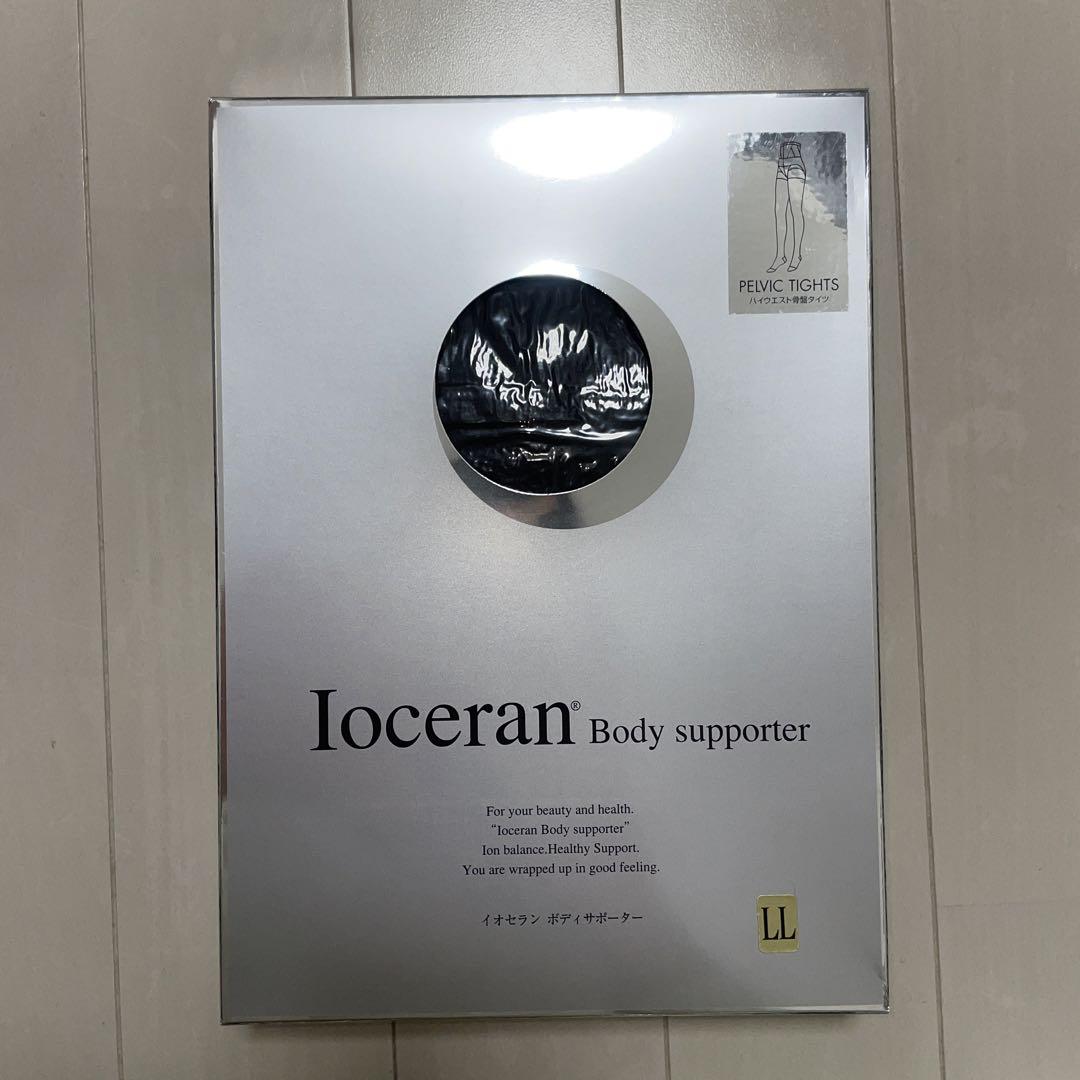 PELVIC TIGHTS
ハイウエスト骨盤タイツ
Ioceran® Body supporter
For your beauty and health.
“Ioceran Body supporter”
Ion balance.Healthy Support.
You are wrapped up in good feeling.
イオセラン ボディサポーター
LL